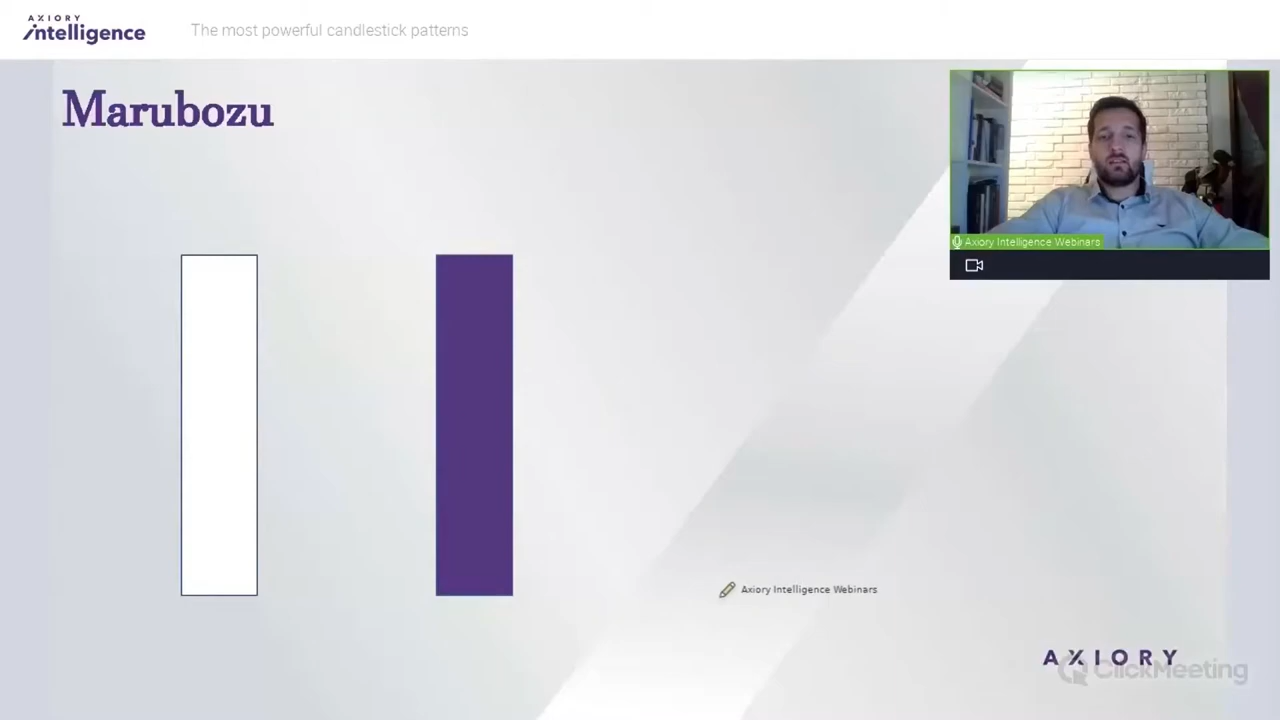 AXIORY
intelligence
The most powerful candlestick patterns
Marubozu
Axiory Intelligence Webinars
Axiory Intelligence Webinars
AXIORY
ClickMeeting